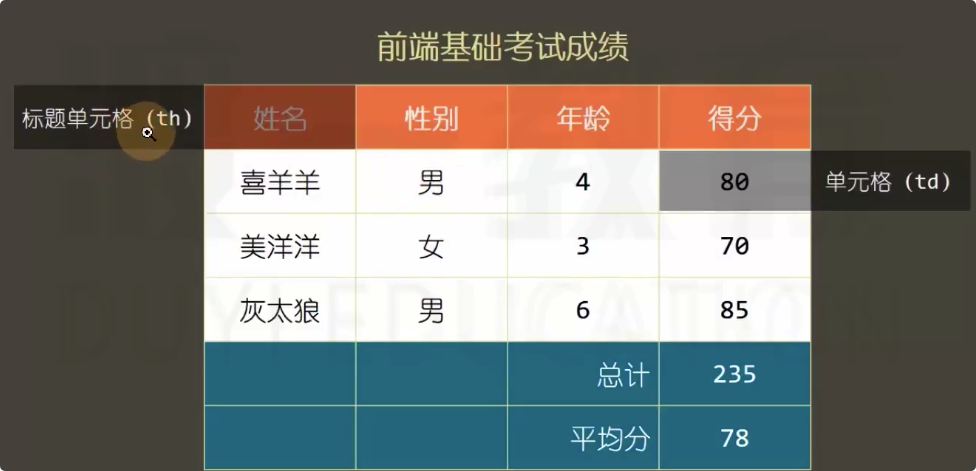 前端基础考试成绩
标题单元格 (th) 姓名 性别 年龄 得分
喜羊羊 男 4 80 单元格 (td)
美洋洋 女 3 70
灰太狼 男 6 85
总计 235
平均分 78
DUYI EDUCATION